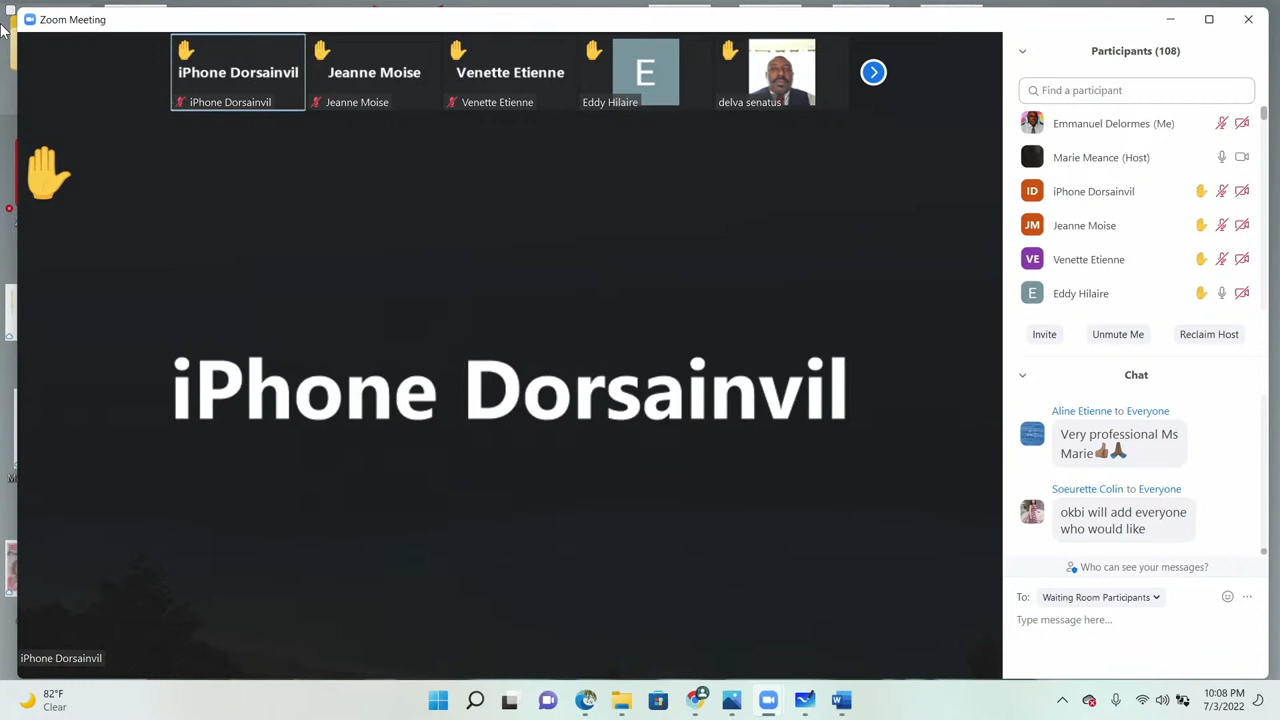 Zoom Meeting
iPhone Dorsainvil
Jeanne Moise
Venette Etienne
E
iPhone Dorsainvil
Jeanne Moise
Venette Etienne
Eddy Hilaire
delva senatus
iPhone Dorsainvil
iPhone Dorsainvil
Participants (108)
Find a participant
Emmanuel Delormes (Me)
Marie Meance (Host)
ID iPhone Dorsainvil
JM Jeanne Moise
VE Venette Etienne
E Eddy Hilaire
Invite Unmute Me Reclaim Host
Chat
Aline Etienne to Everyone
Very professional Ms
Marie👍🏾🙏🏾
Soeurette Colin to Everyone
okbi will add everyone
who would like
Who can see your messages?
To: Waiting Room Participants
Type message here...
82°F
Clear
10:08 PM
7/3/2022